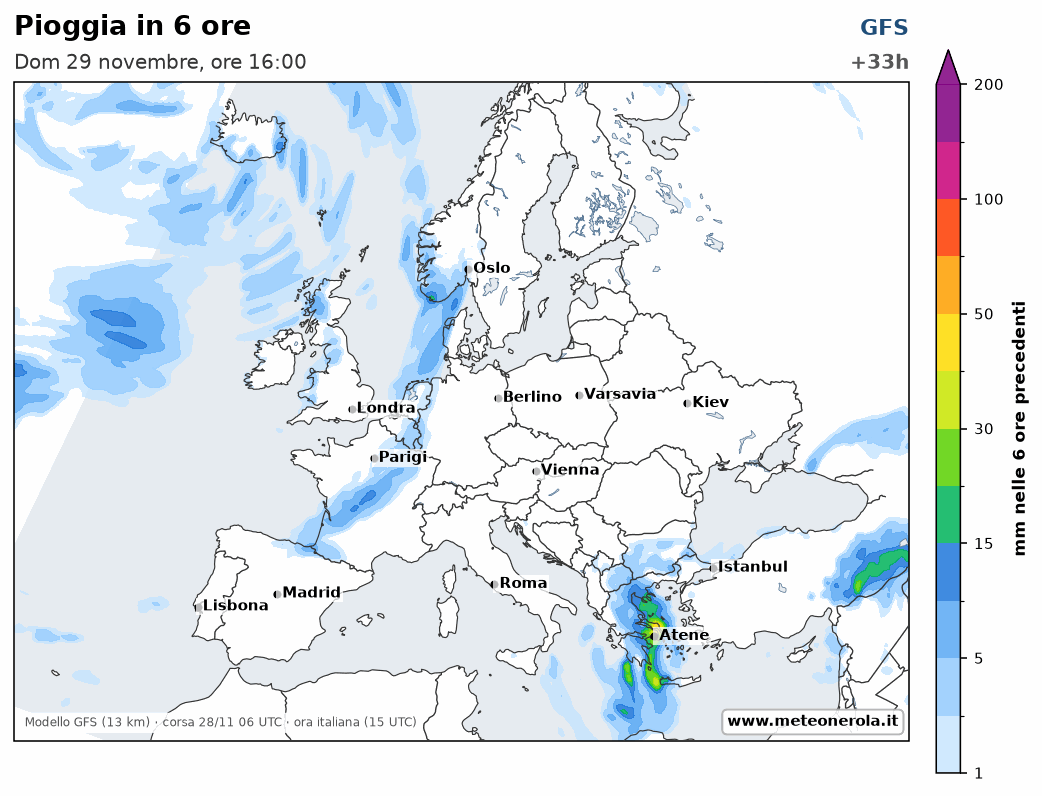 Pioggia in 6 ore
GFS
Dom 29 novembre, ore 16:00
+33h
200
100
50
30
15
5
1
mm nelle 6 ore precedenti
Oslo
Berlino
Varsavia
Kiev
Londra
Parigi
Vienna
Istanbul
Roma
Madrid
Lisbona
Atene
Modello GFS (13 km) · corsa 28/11 06 UTC · ora italiana (15 UTC)
www.meteonerola.it